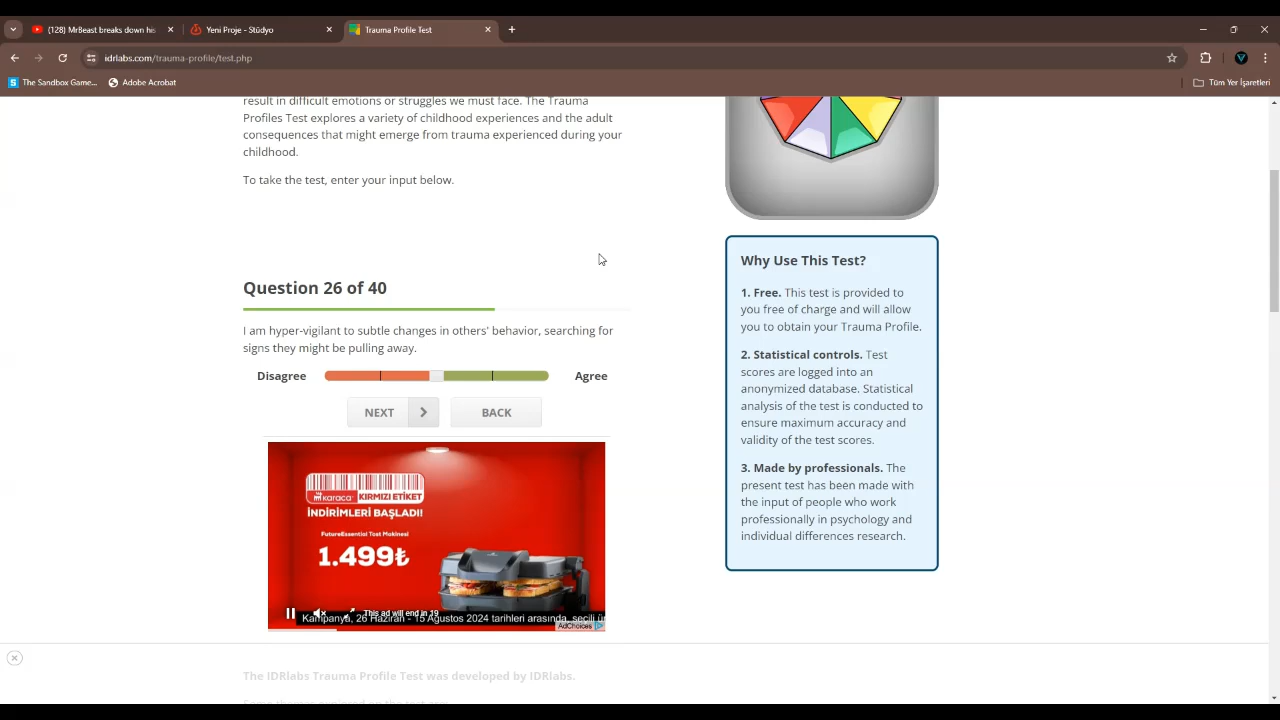 (128) MrBeast breaks down his
Yeni Proje - Stüdyo
Trauma Profile Test
idrlabs.com/trauma-profile/test.php
The Sandbox Game...
Adobe Acrobat
Tüm Yer İşaretleri
result in difficult emotions or struggles we must face. The Trauma
Profiles Test explores a variety of childhood experiences and the adult
consequences that might emerge from trauma experienced during your
childhood.
To take the test, enter your input below.
Question 26 of 40
I am hyper-vigilant to subtle changes in others' behavior, searching for
signs they might be pulling away.
Disagree
Agree
NEXT
BACK
karaca KIRMIZI ETİKET
İNDİRİMLERİ BAŞLADI!
FutureEssential Tost Makinesi
1.499₺
This ad will end in 19
Kampanya, 26 Haziran - 15 Ağustos 2024 tarihleri arasında, seçili ür
AdChoices
Why Use This Test?
1. Free. This test is provided to
you free of charge and will allow
you to obtain your Trauma Profile.
2. Statistical controls. Test
scores are logged into an
anonymized database. Statistical
analysis of the test is conducted to
ensure maximum accuracy and
validity of the test scores.
3. Made by professionals. The
present test has been made with
the input of people who work
professionally in psychology and
individual differences research.
The IDRlabs Trauma Profile Test was developed by IDRlabs.